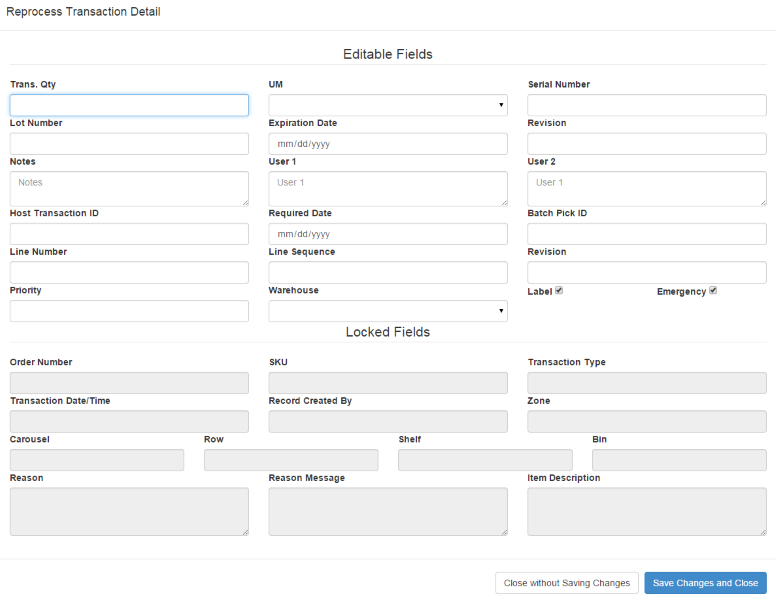 Reprocess Transaction Detail
Editable Fields
Trans. Qty UM Serial Number
Lot Number Expiration Date Revision
mm/dd/yyyy
Notes User 1 User 2
Notes User 1 User 1
Host Transaction ID Required Date Batch Pick ID
mm/dd/yyyy
Line Number Line Sequence Revision
Priority Warehouse Label Emergency
Locked Fields
Order Number SKU Transaction Type
Transaction Date/Time Record Created By Zone
Carousel Row Shelf Bin
Reason Reason Message Item Description
Close without Saving Changes Save Changes and Close